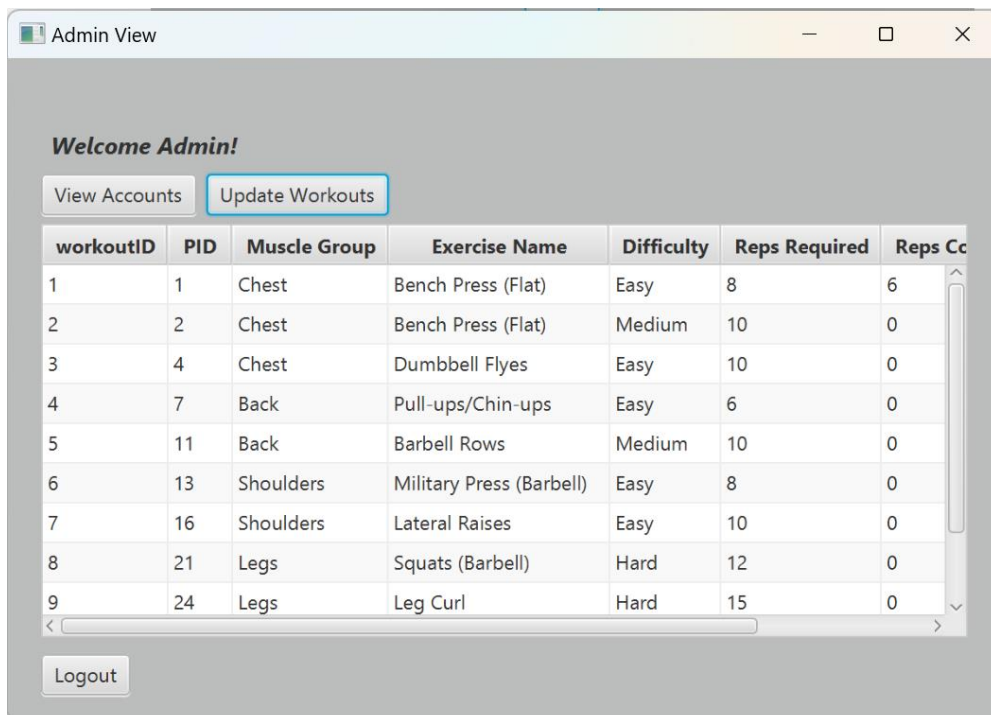 Admin View
Welcome Admin!
View Accounts Update Workouts
workoutID PID Muscle Group Exercise Name Difficulty Reps Required Reps Co
1 1 Chest Bench Press (Flat) Easy 8 6
2 2 Chest Bench Press (Flat) Medium 10 0
3 4 Chest Dumbbell Flyes Easy 10 0
4 7 Back Pull-ups/Chin-ups Easy 6 0
5 11 Back Barbell Rows Medium 10 0
6 13 Shoulders Military Press (Barbell) Easy 8 0
7 16 Shoulders Lateral Raises Easy 10 0
8 21 Legs Squats (Barbell) Hard 12 0
9 24 Legs Leg Curl Hard 15 0
Logout